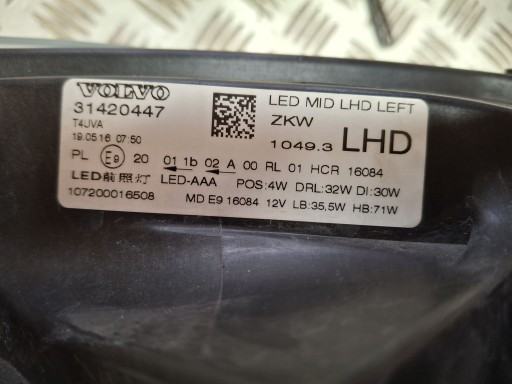 VOLVO
31420447
T4UVA
19.05.16 07:50
LED MID LHD LEFT
ZKW
1049.3 LHD
PL E9 20 01 1b 02 A 00 RL 01 HCR 16084
LED前照灯 LED-AAA POS:4W DRL:32W DI:30W
107200016508 MD E9 16084 12V LB:35,5W HB:71W